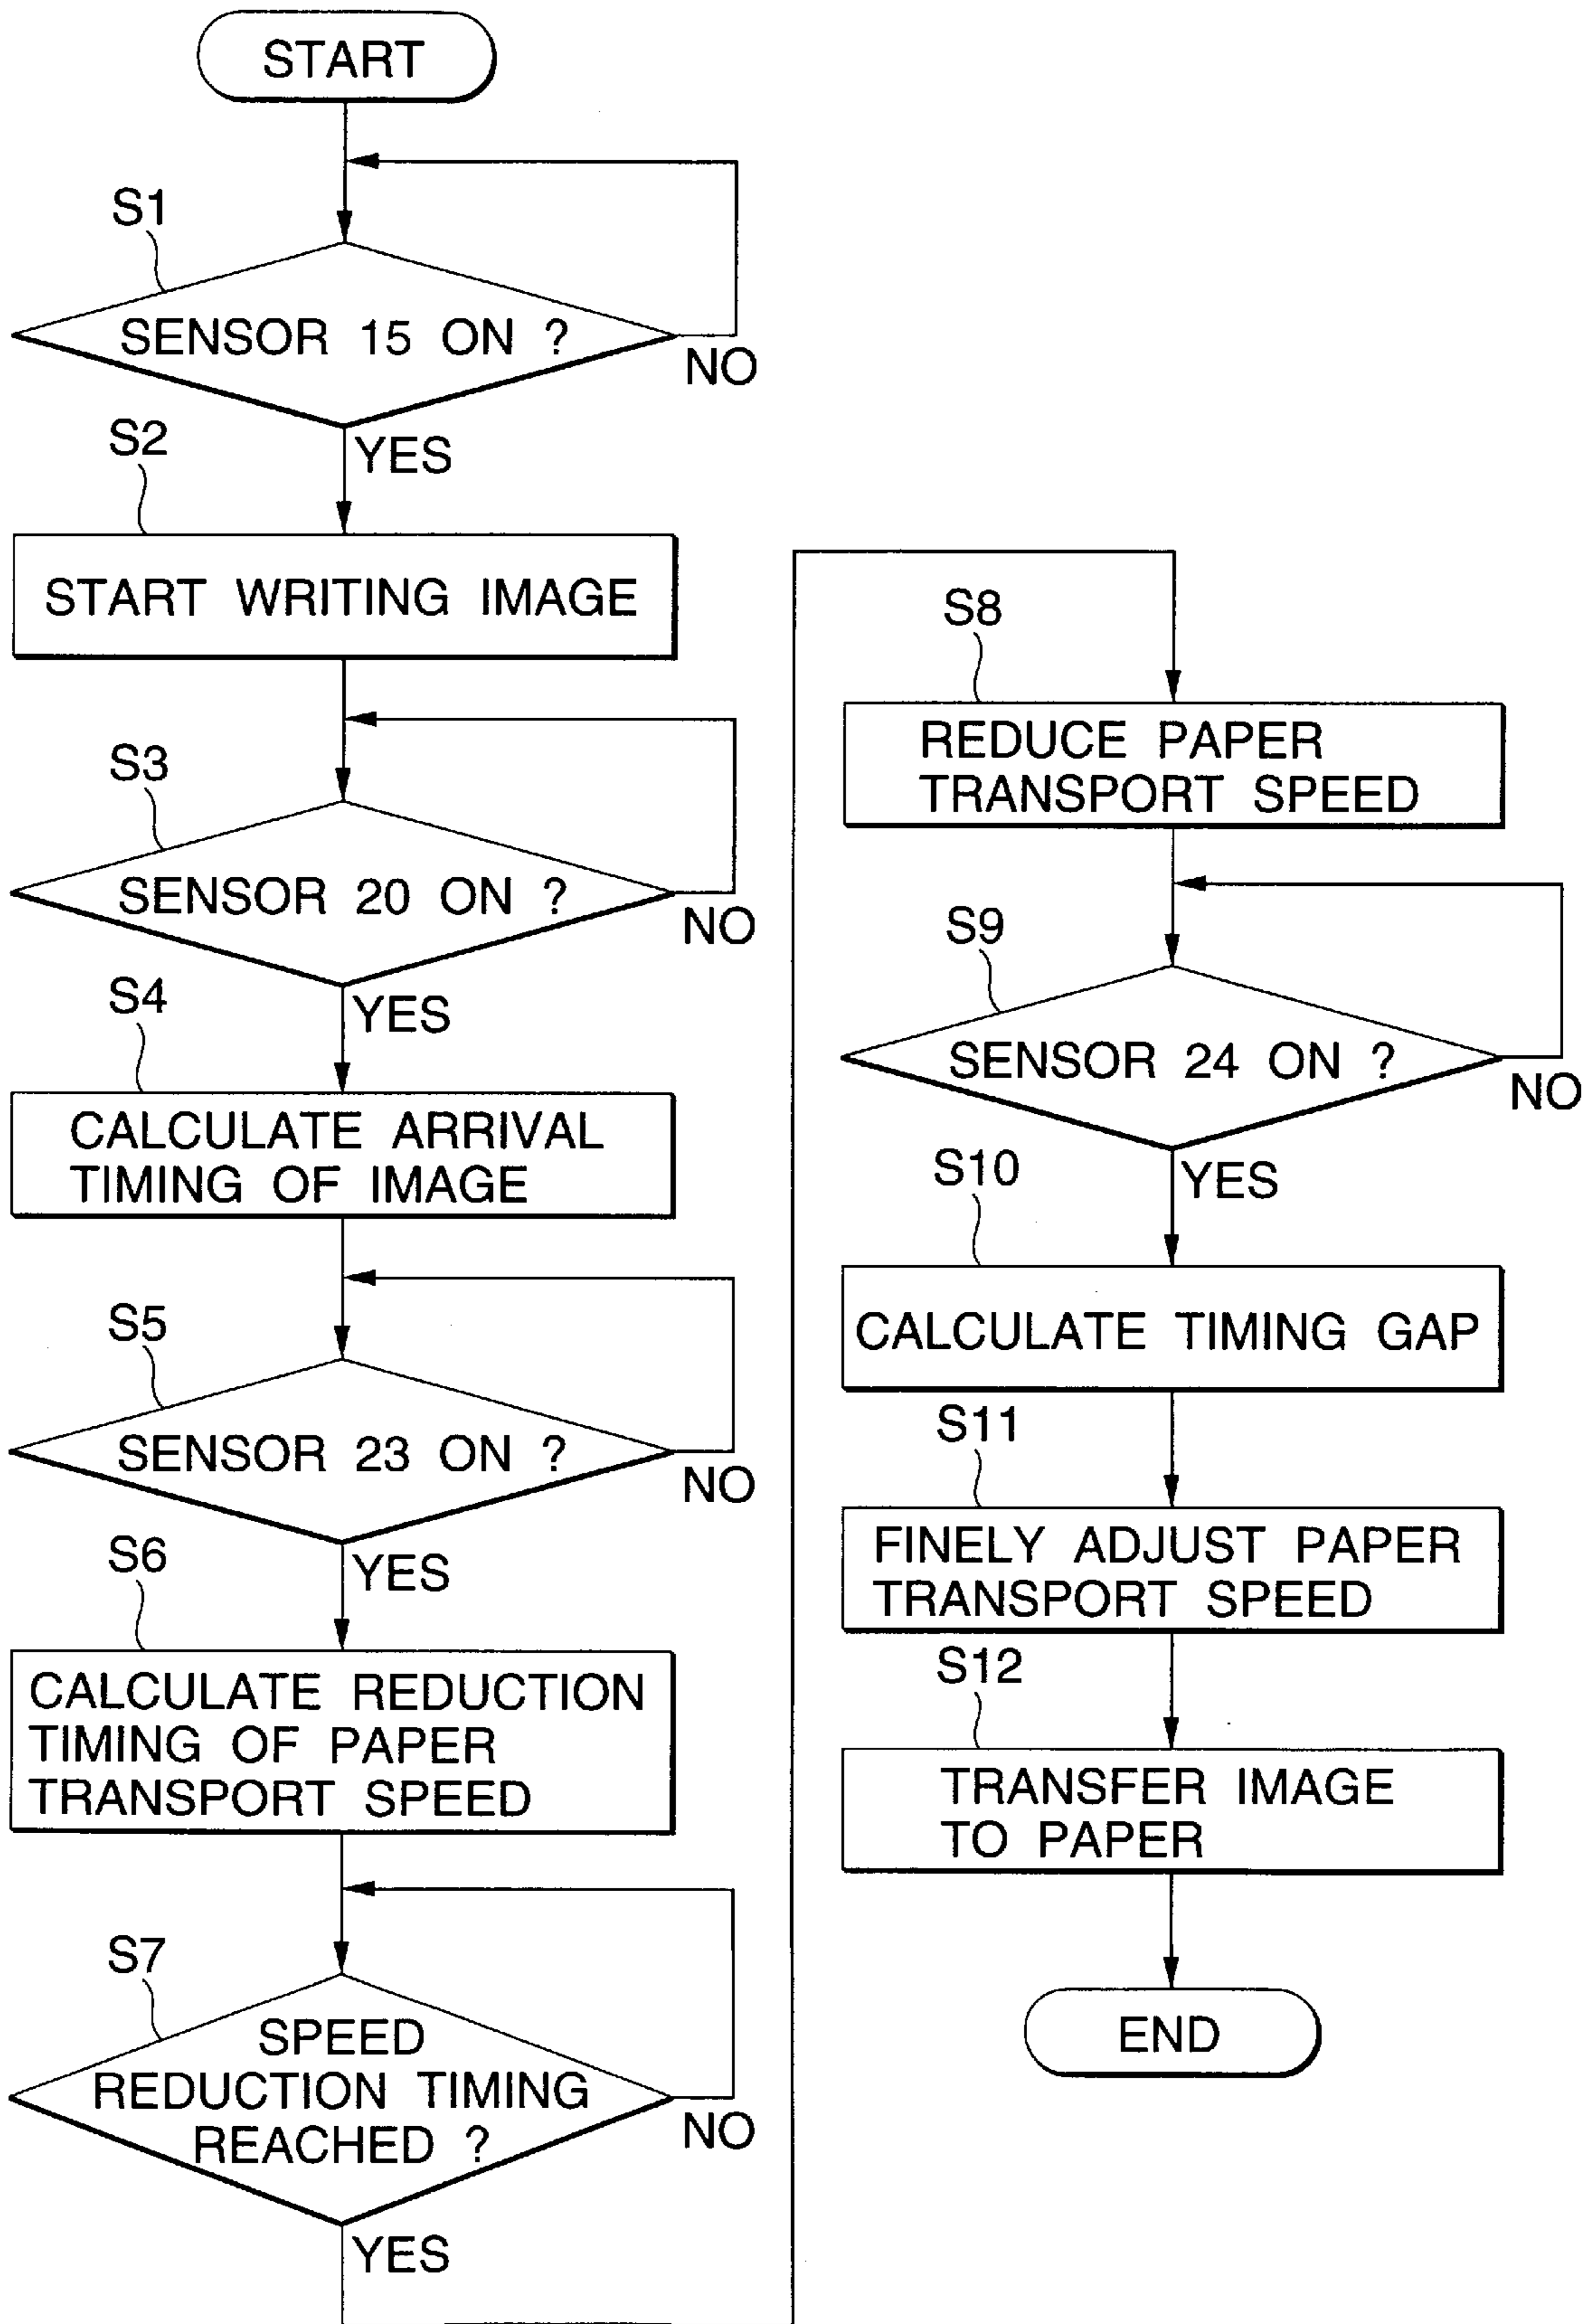 START
S1
SENSOR 15 ON ?
NO
YES
S2
START WRITING IMAGE
S3
SENSOR 20 ON ?
NO
YES
S4
CALCULATE ARRIVAL
TIMING OF IMAGE
S5
SENSOR 23 ON ?
NO
YES
S6
CALCULATE REDUCTION
TIMING OF PAPER
TRANSPORT SPEED
S7
SPEED
REDUCTION TIMING
REACHED ?
NO
YES
S8
REDUCE PAPER
TRANSPORT SPEED
S9
SENSOR 24 ON ?
NO
YES
S10
CALCULATE TIMING GAP
S11
FINELY ADJUST PAPER
TRANSPORT SPEED
S12
TRANSFER IMAGE
TO PAPER
END